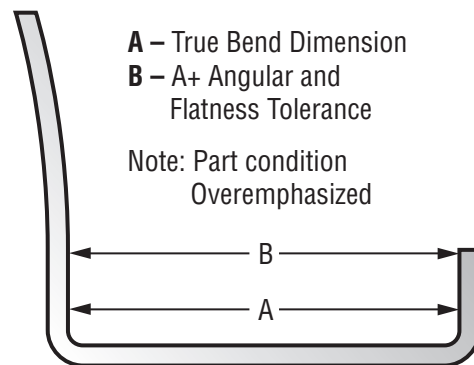 A – True Bend Dimension
B – A+ Angular and
Flatness Tolerance
Note: Part condition
Overemphasized
B
A